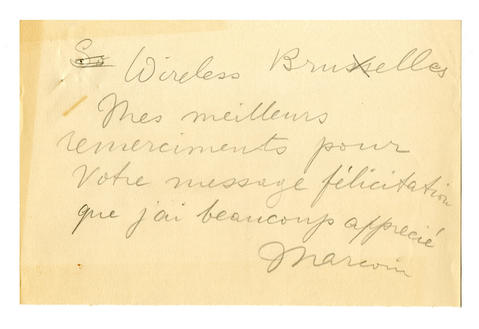 Wireless Bruxelles
Mes meilleurs
remerciments pour
Votre message félicitation
que j'ai beaucoup apprecié
Marconi